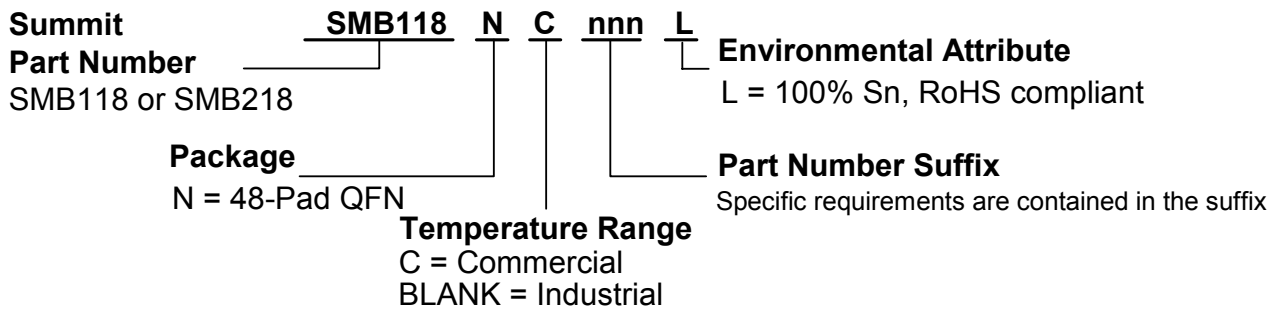 Summit
Part Number
SMB118 or SMB218
SMB118 N C nnn L
Environmental Attribute
L = 100% Sn, RoHS compliant
Package
N = 48-Pad QFN
Part Number Suffix
Specific requirements are contained in the suffix
Temperature Range
C = Commercial
BLANK = Industrial